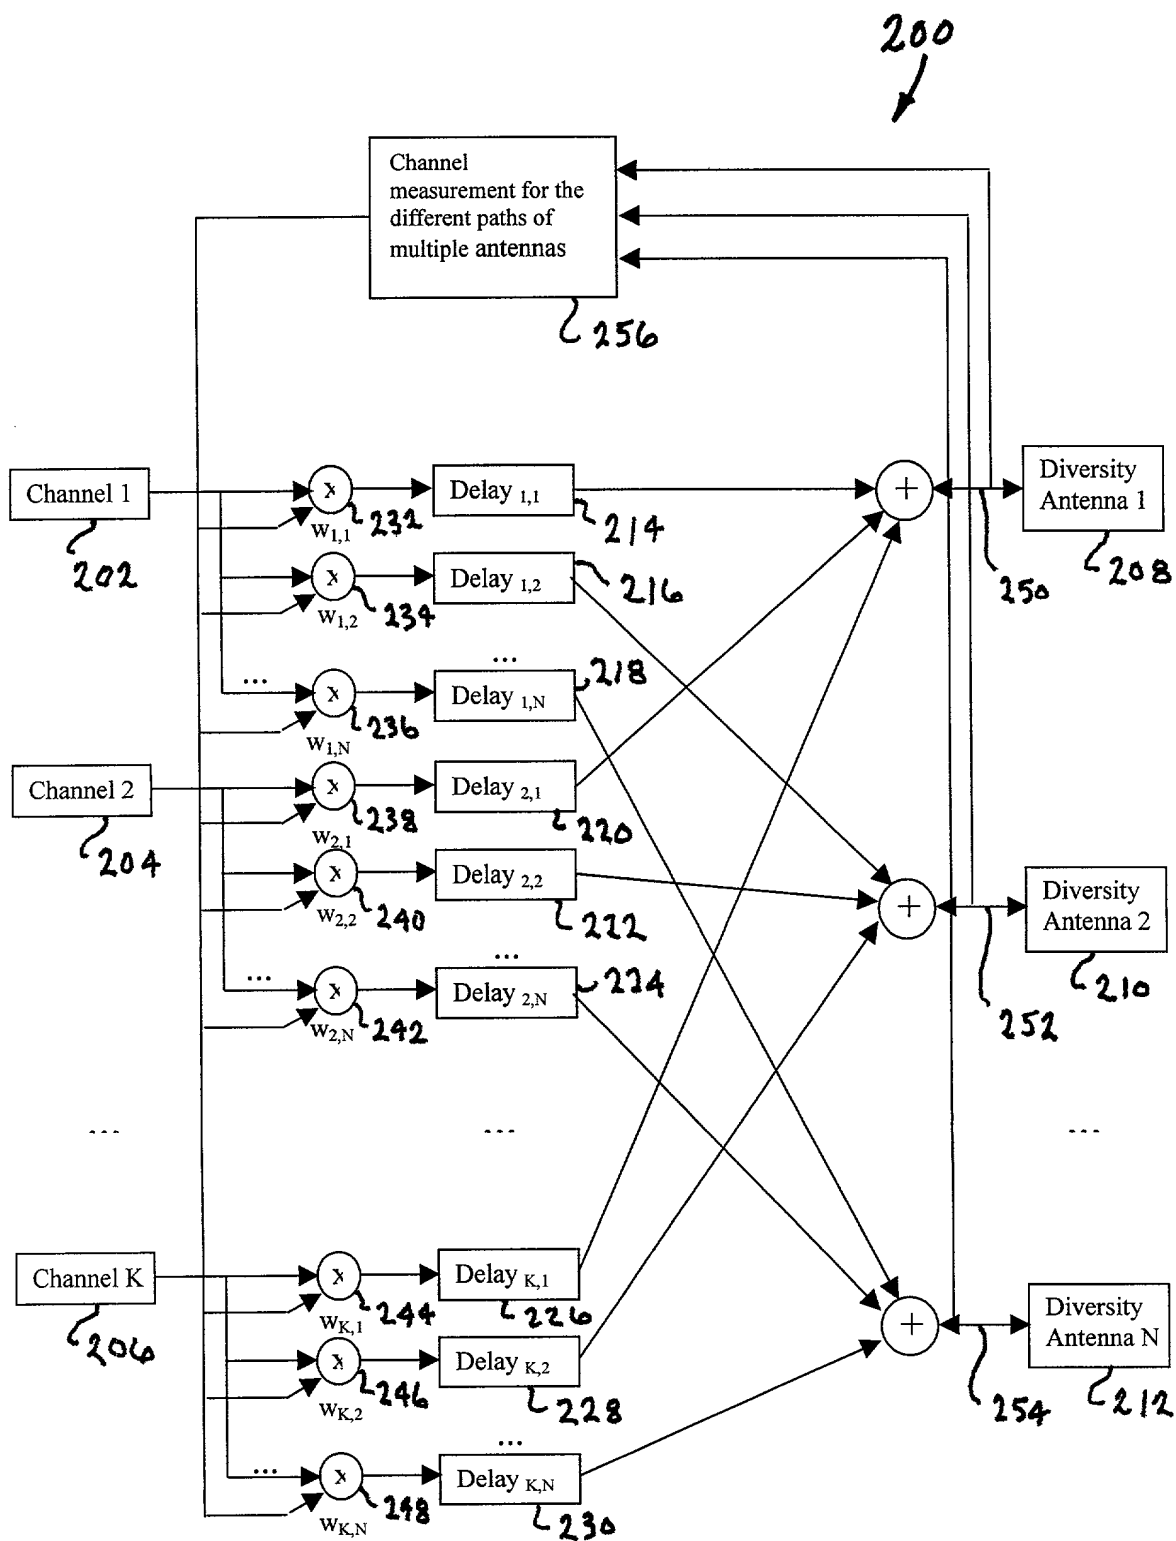 200
Channel
measurement for the
different paths of
multiple antennas
256
Channel 1
202
x
w1,1
232
Delay 1,1
214
+
250
Diversity
Antenna 1
208
x
w1,2
234
Delay 1,2
216
...
x
w1,N
236
...
Delay 1,N
218
Channel 2
204
x
w2,1
238
Delay 2,1
220
x
w2,2
240
Delay 2,2
222
+
252
Diversity
Antenna 2
210
...
x
w2,N
242
...
Delay 2,N
224
...
...
...
Channel K
206
x
wK,1
244
Delay K,1
226
+
254
Diversity
Antenna N
212
x
wK,2
246
Delay K,2
228
...
x
wK,N
248
...
Delay K,N
230